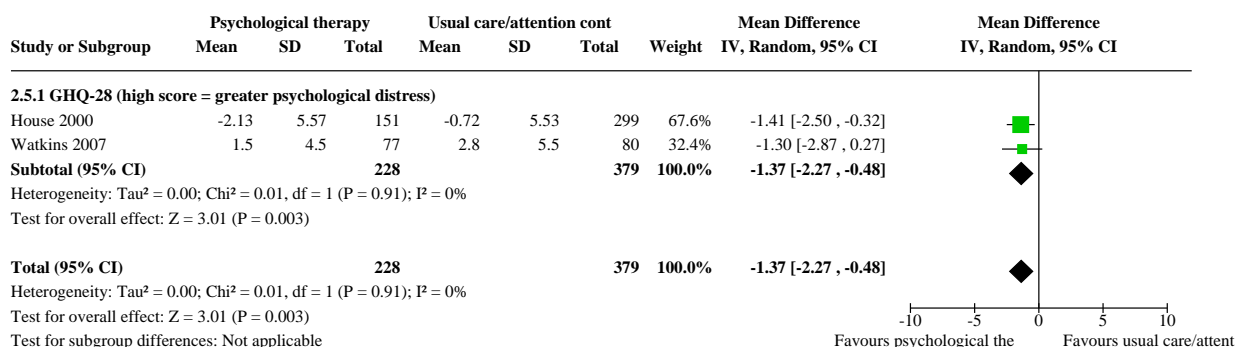 Psychological therapy Usual care/attention cont Mean Difference Mean Difference
Study or Subgroup Mean SD Total Mean SD Total Weight IV, Random, 95% CI IV, Random, 95% CI
2.5.1 GHQ-28 (high score = greater psychological distress)
House 2000 -2.13 5.57 151 -0.72 5.53 299 67.6% -1.41 [-2.50 , -0.32]
Watkins 2007 1.5 4.5 77 2.8 5.5 80 32.4% -1.30 [-2.87 , 0.27]
Subtotal (95% CI) 228 379 100.0% -1.37 [-2.27 , -0.48]
Heterogeneity: Tau² = 0.00; Chi² = 0.01, df = 1 (P = 0.91); I² = 0%
Test for overall effect: Z = 3.01 (P = 0.003)
Total (95% CI) 228 379 100.0% -1.37 [-2.27 , -0.48]
Heterogeneity: Tau² = 0.00; Chi² = 0.01, df = 1 (P = 0.91); I² = 0%
Test for overall effect: Z = 3.01 (P = 0.003)
-10 -5 0 5 10
Test for subgroup differences: Not applicable Favours psychological the Favours usual care/attent